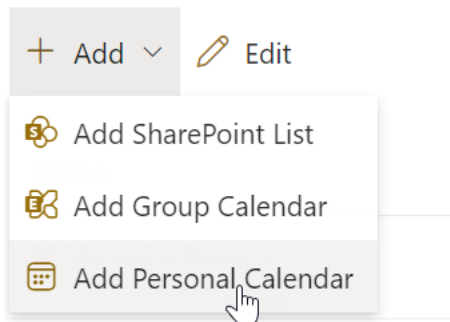 Add Edit
Add SharePoint List
Add Group Calendar
Add Personal Calendar